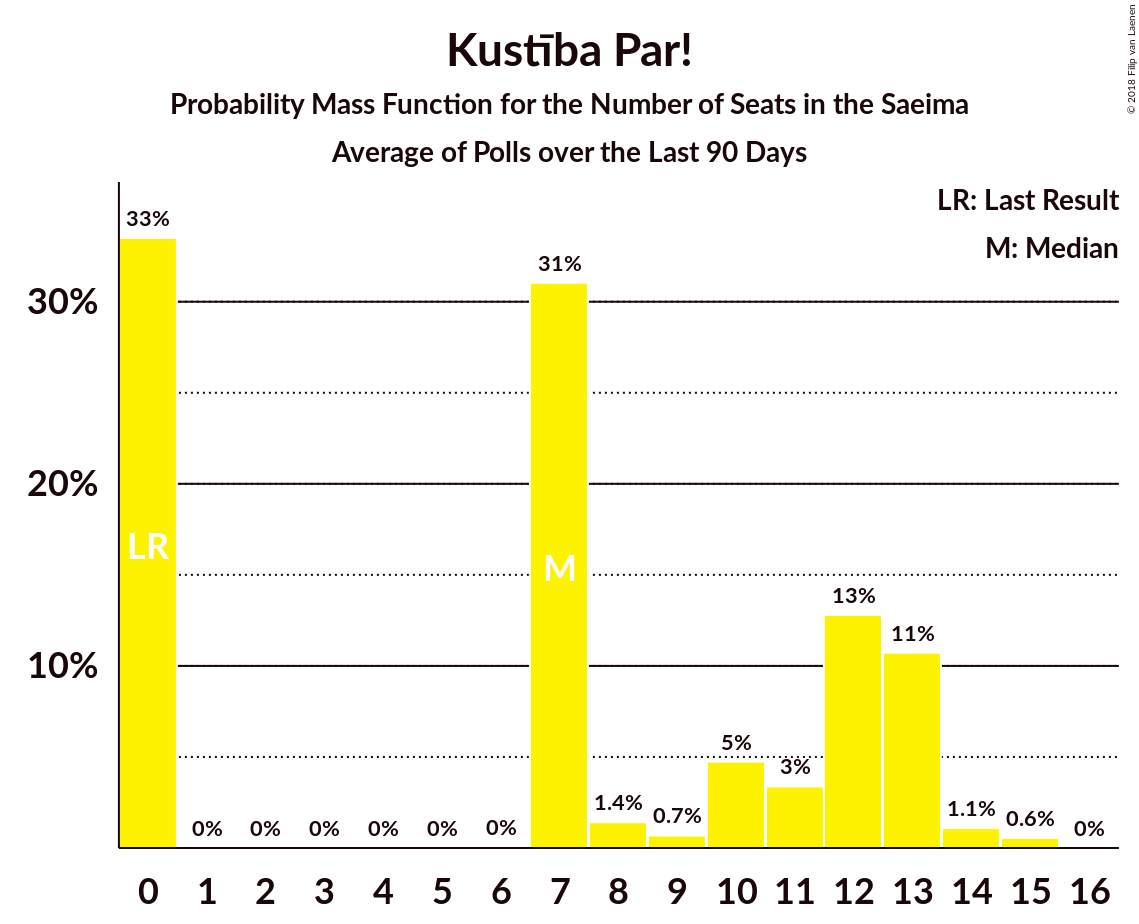 Kustība Par!
Probability Mass Function for the Number of Seats in the Saeima
Average of Polls over the Last 90 Days
© 2018 Filip van Laenen
LR: Last Result
M: Median
30%
20%
10%
33%
0%
0%
0%
0%
0%
0%
31%
1.4%
0.7%
5%
3%
13%
11%
1.1%
0.6%
0%
LR
M
0 1 2 3 4 5 6 7 8 9 10 11 12 13 14 15 16